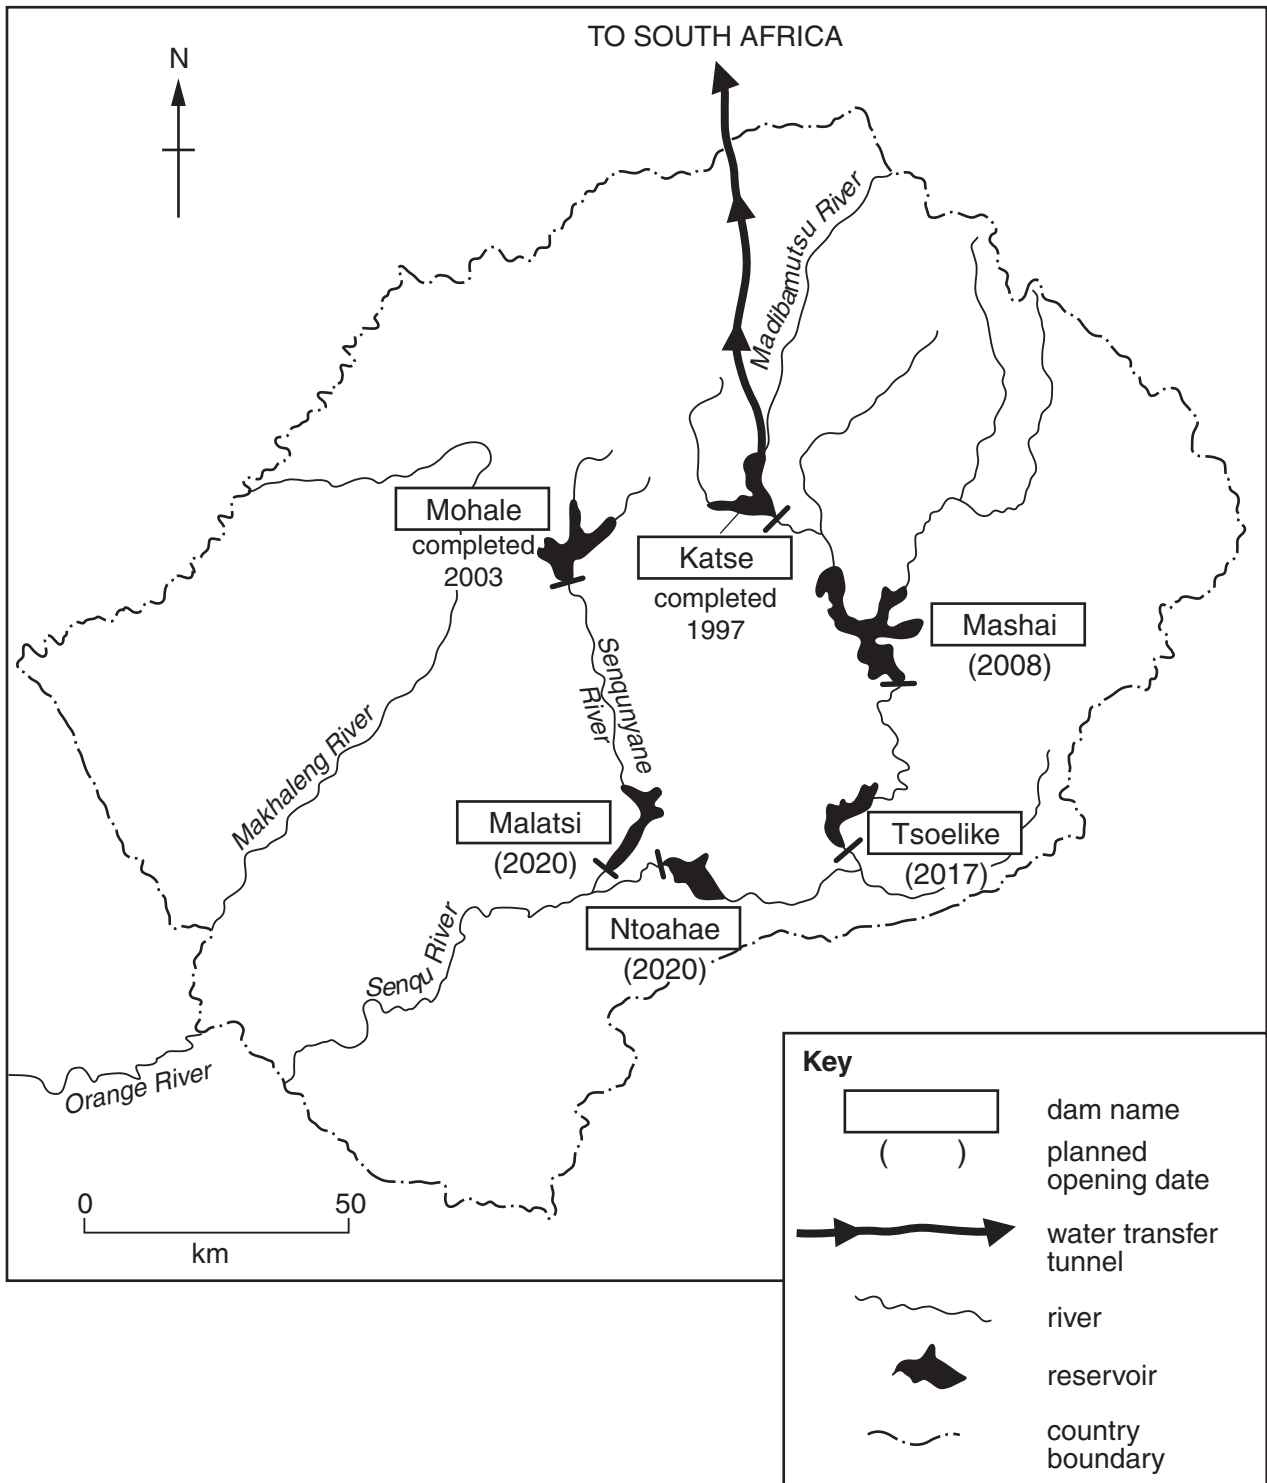 TO SOUTH AFRICA
N
Madibamutsu River
Mohale
completed
2003
Katse
completed
1997
Mashai
(2008)
Senqunyane
River
Makhaleng River
Malatsi
(2020)
Tsoelike
(2017)
Ntoahae
(2020)
Senqu River
Orange River
0 50
km
Key
dam name
( ) planned
opening date
water transfer
tunnel
river
reservoir
country
boundary